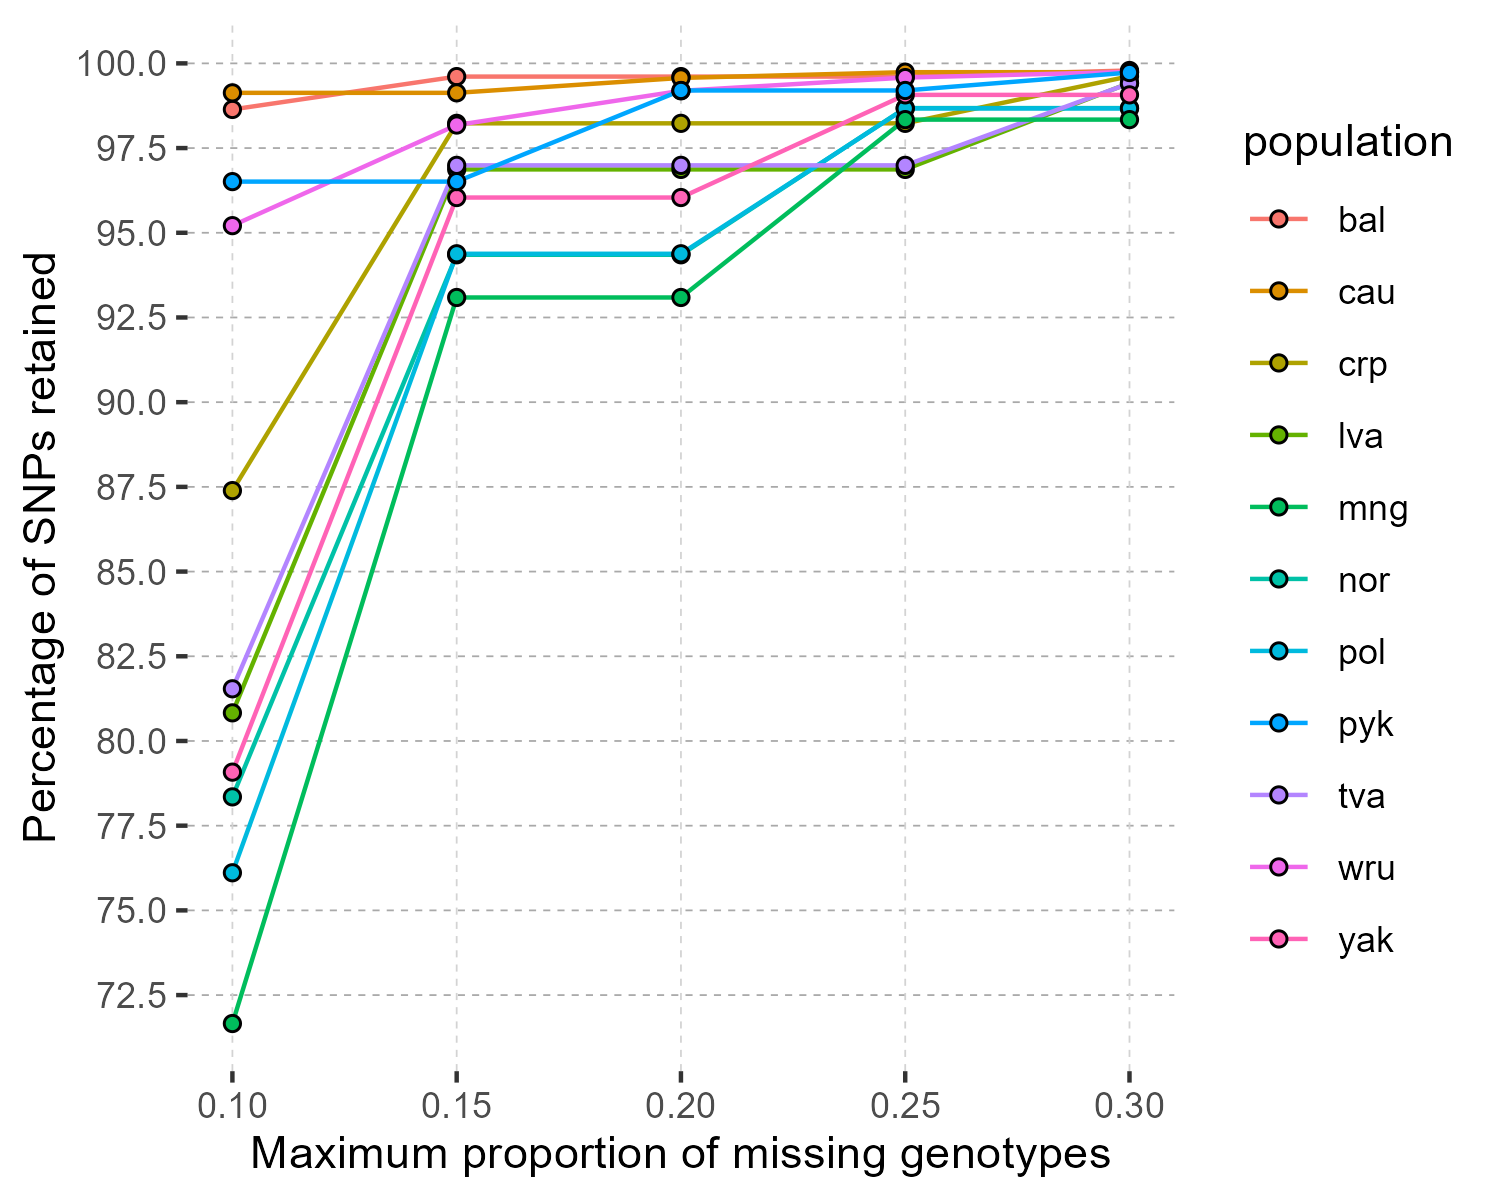 Percentage of SNPs retained
100.0
97.5
95.0
92.5
90.0
87.5
85.0
82.5
80.0
77.5
75.0
72.5
0.10 0.15 0.20 0.25 0.30
Maximum proportion of missing genotypes
population
bal
cau
crp
lva
mng
nor
pol
pyk
tva
wru
yak